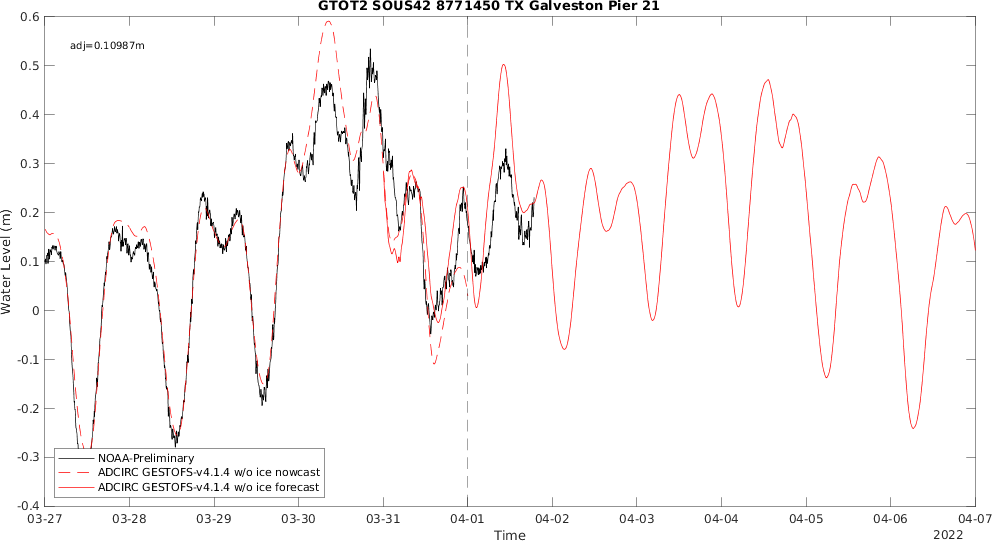 GTOT2 SOUS42 8771450 TX Galveston Pier 21
adj=0.10987m
0.6
0.5
0.4
0.3
0.2
0.1
0
-0.1
-0.2
-0.3
-0.4
Water Level (m)
NOAA-Preliminary
ADCIRC GESTOFS-v4.1.4 w/o ice nowcast
ADCIRC GESTOFS-v4.1.4 w/o ice forecast
03-27 03-28 03-29 03-30 03-31 04-01 04-02 04-03 04-04 04-05 04-06 04-07
Time
2022